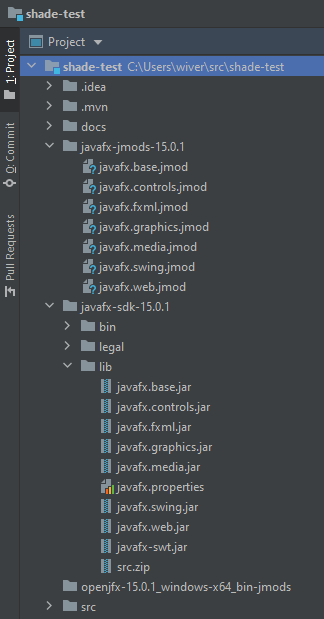 shade-test
Project
shade-test C:\Users\wiver\src\shade-test
.idea
.mvn
docs
javafx-jmods-15.0.1
javafx.base.jmod
javafx.controls.jmod
javafx.fxml.jmod
javafx.graphics.jmod
javafx.media.jmod
javafx.swing.jmod
javafx.web.jmod
javafx-sdk-15.0.1
bin
legal
lib
javafx.base.jar
javafx.controls.jar
javafx.fxml.jar
javafx.graphics.jar
javafx.media.jar
javafx.properties
javafx.swing.jar
javafx.web.jar
javafx-swt.jar
src.zip
openjfx-15.0.1_windows-x64_bin-jmods
src
1: Project
0: Commit
Pull Requests